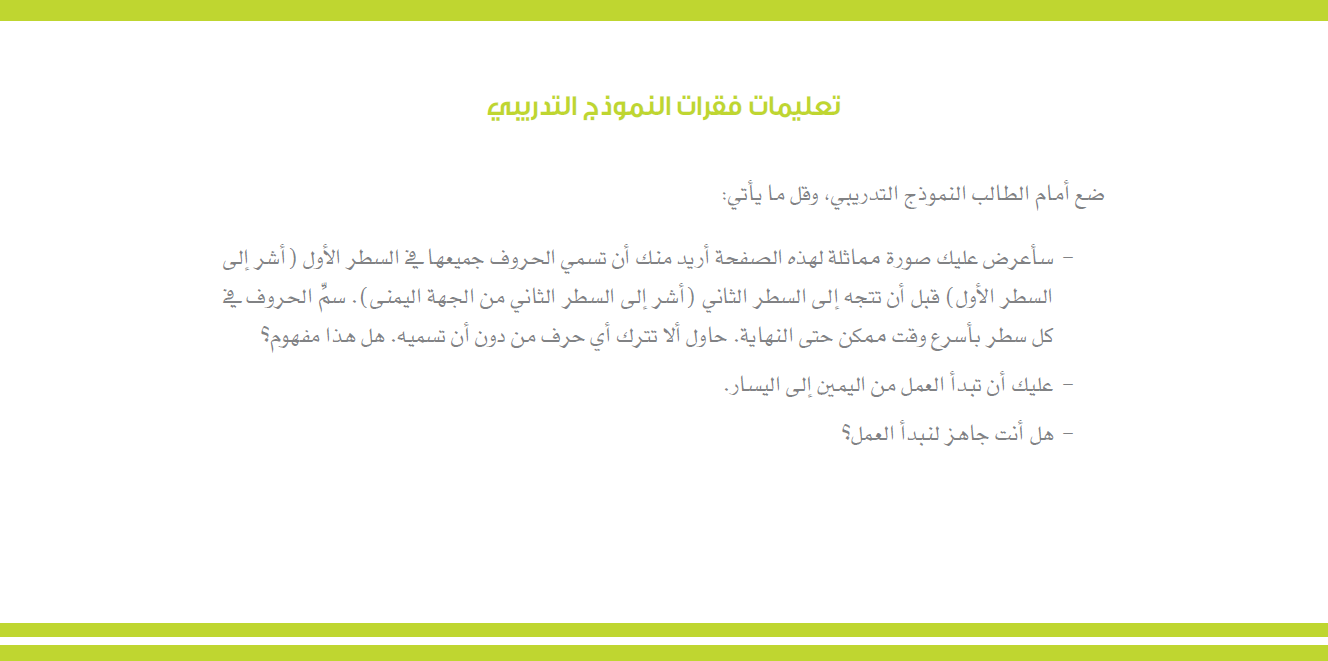 تعليمات فقرات النموذج التدريبي
ضع أمام الطالب النموذج التدريبي، وقل ما يأتي:
– سأعرض عليك صورة مماثلة لهذه الصفحة أريد منك أن تسمي الحروف جميعها في السطر الأول (أشر إلى
السطر الأول) قبل أن تتجه إلى السطر الثاني (أشر إلى السطر الثاني من الجهة اليمنى). سمِّ الحروف في
كل سطر بأسرع وقت ممكن حتى النهاية. حاول ألا تترك أي حرف من دون أن تسميه. هل هذا مفهوم؟
– عليك أن تبدأ العمل من اليمين إلى اليسار.
– هل أنت جاهز لنبدأ العمل؟